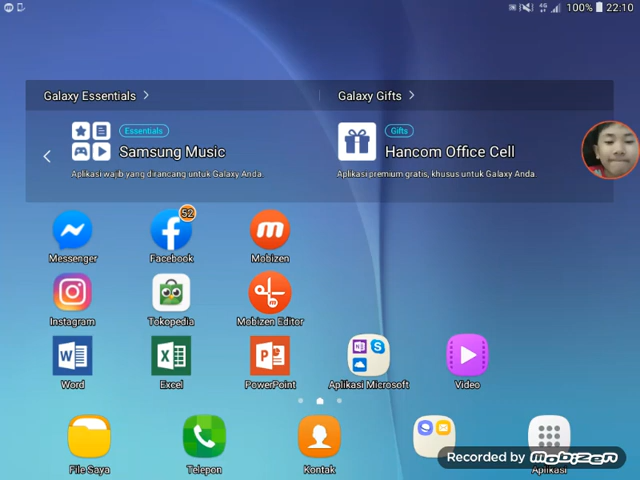 100% 22:10
Galaxy Essentials
Galaxy Gifts
Essentials
Samsung Music
Aplikasi wajib yang dirancang untuk Galaxy Anda.
Gifts
Hancom Office Cell
Aplikasi premium gratis, khusus untuk Galaxy Anda.
52
Messenger
Facebook
Mobizen
Instagram
Tokopedia
Mobizen Editor
Word
Excel
PowerPoint
Aplikasi Microsoft
Video
File Saya
Telepon
Kontak
Aplikasi
Recorded by Mobizen